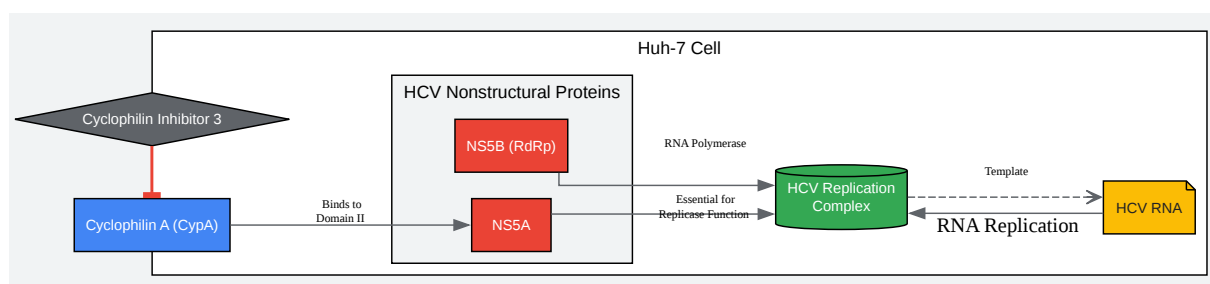 Huh-7 Cell
Cyclophilin Inhibitor 3
HCV Nonstructural Proteins
NS5B (RdRp)
RNA Polymerase
Cyclophilin A (CypA)
Binds to
Domain II
NS5A
Essential for
Replicase Function
HCV Replication
Complex
Template
RNA Replication
HCV RNA